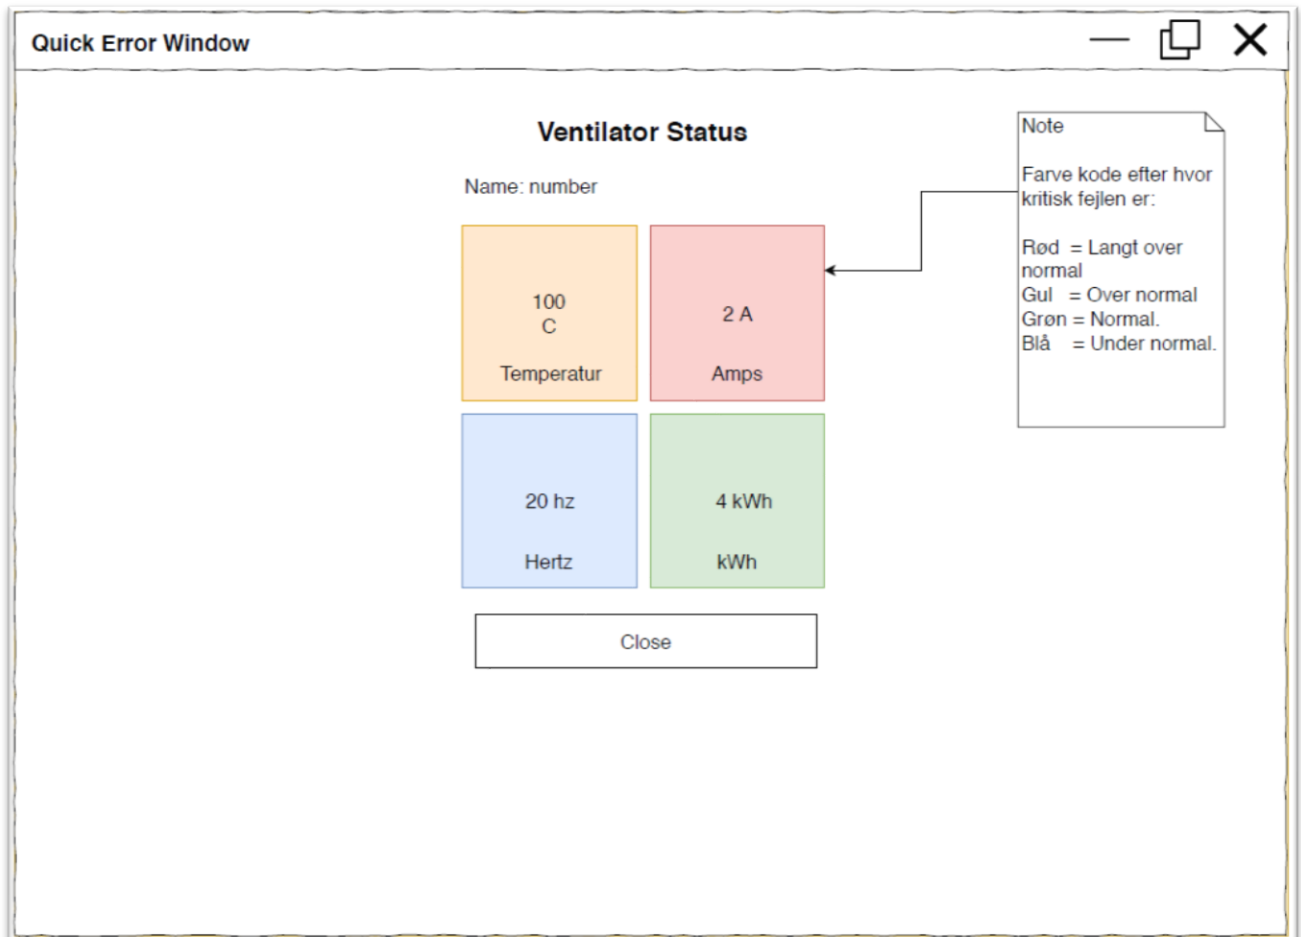 Quick Error Window
Ventilator Status
Name: number
100
C
Temperatur
2 A
Amps
20 hz
Hertz
4 kWh
kWh
Close
Note
Farve kode efter hvor
kritisk fejlen er:
Rød = Langt over
normal
Gul = Over normal
Grøn = Normal.
Blå = Under normal.